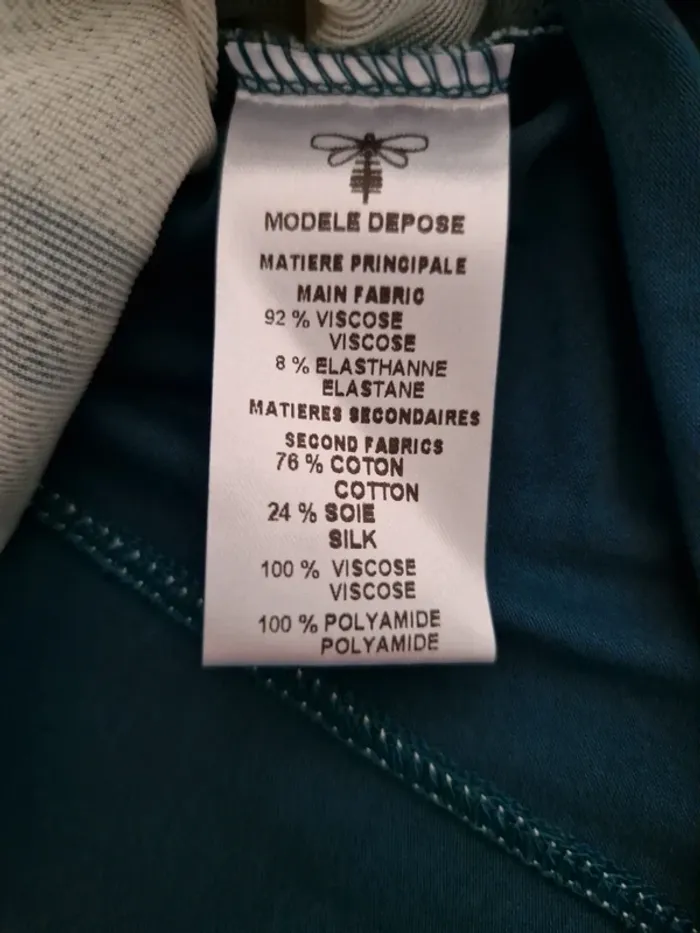 MODELE DEPOSE
MATIERE PRINCIPALE
MAIN FABRIC
92 % VISCOSE
VISCOSE
8 % ELASTHANNE
ELASTANE
MATIERES SECONDAIRES
SECOND FABRICS
76 % COTON
COTTON
24 % SOIE
SILK
100 % VISCOSE
VISCOSE
100 % POLYAMIDE
POLYAMIDE